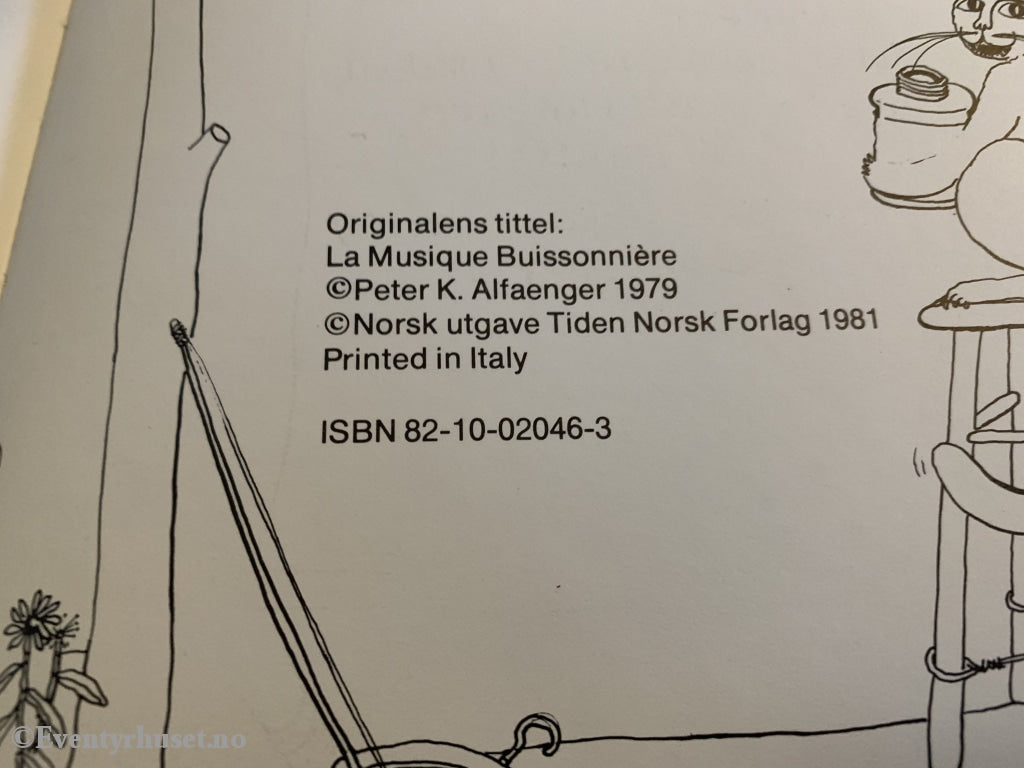 Originalens tittel:
La Musique Buissonnière
©Peter K. Alfaenger 1979
©Norsk utgave Tiden Norsk Forlag 1981
Printed in Italy
ISBN 82-10-02046-3
©Eventyrhuset.no